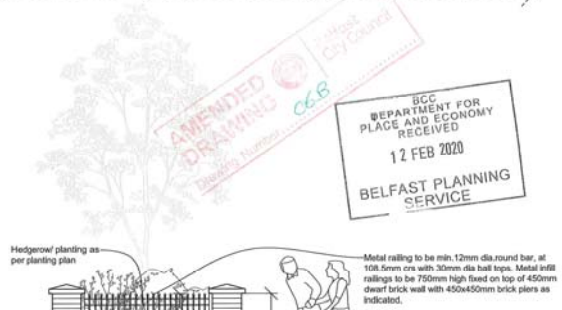 Belfast
City Council
AMENDED
DRAWING
Drawing Number
06B
BCC
DEPARTMENT FOR
PLACE AND ECONOMY
RECEIVED
12 FEB 2020
BELFAST PLANNING
SERVICE
Hedgerow/ planting as
per planting plan
Metal railing to be min.12mm dia.round bar, at
108.5mm crs with 30mm dia ball tops. Metal infill
railings to be 750mm high fixed on top of 450mm
dwarf brick wall with 450x450mm brick piers as
indicated.